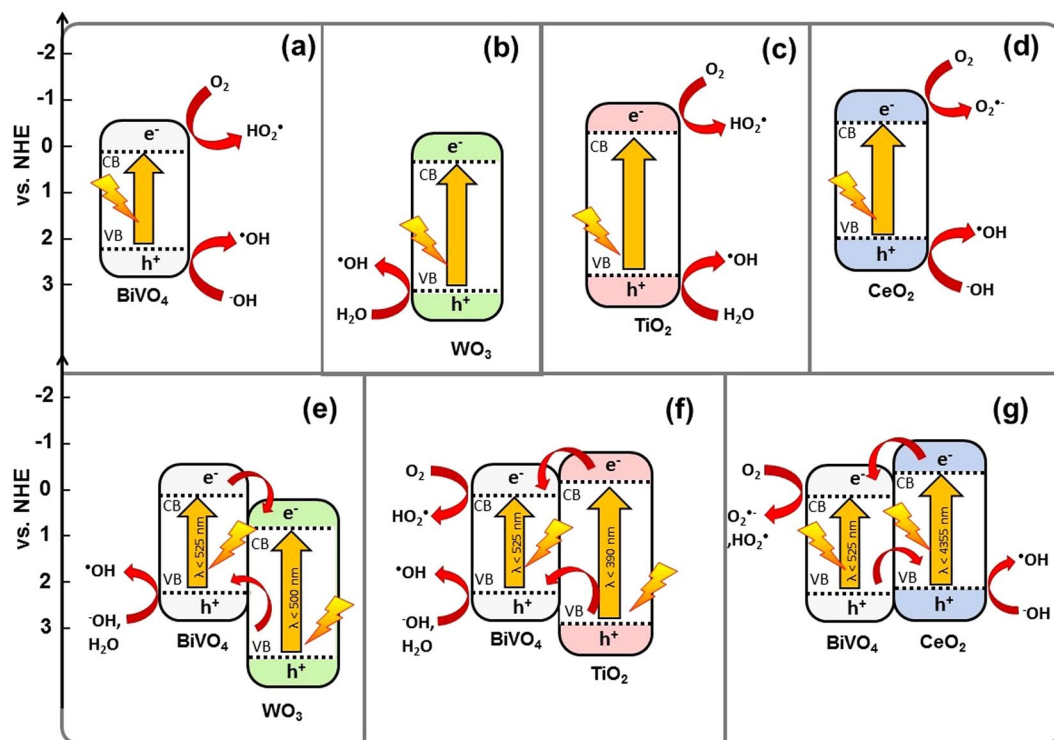 (a)
(b)
(c)
(d)
vs. NHE
-2
-1
0
1
2
3
O₂
e⁻
HO₂•
CB
VB
•OH
h⁺
⁻OH
BiVO₄
e⁻
CB
VB
•OH
h⁺
H₂O
WO₃
O₂
e⁻
HO₂•
CB
VB
•OH
h⁺
H₂O
TiO₂
O₂
e⁻
O₂•⁻
CB
VB
•OH
h⁺
⁻OH
CeO₂
(e)
(f)
(g)
vs. NHE
-2
-1
0
1
2
3
e⁻
CB
λ < 525 nm
VB
•OH
h⁺
⁻OH,
H₂O
BiVO₄
e⁻
CB
λ < 500 nm
VB
h⁺
WO₃
O₂
e⁻
CB
HO₂•
λ < 525 nm
•OH
VB
h⁺
⁻OH,
H₂O
BiVO₄
e⁻
CB
λ < 390 nm
VB
h⁺
TiO₂
O₂
e⁻
CB
O₂•⁻
,HO₂•
λ < 525 nm
VB
h⁺
BiVO₄
e⁻
CB
λ < 4355 nm
VB
•OH
h⁺
⁻OH
CeO₂